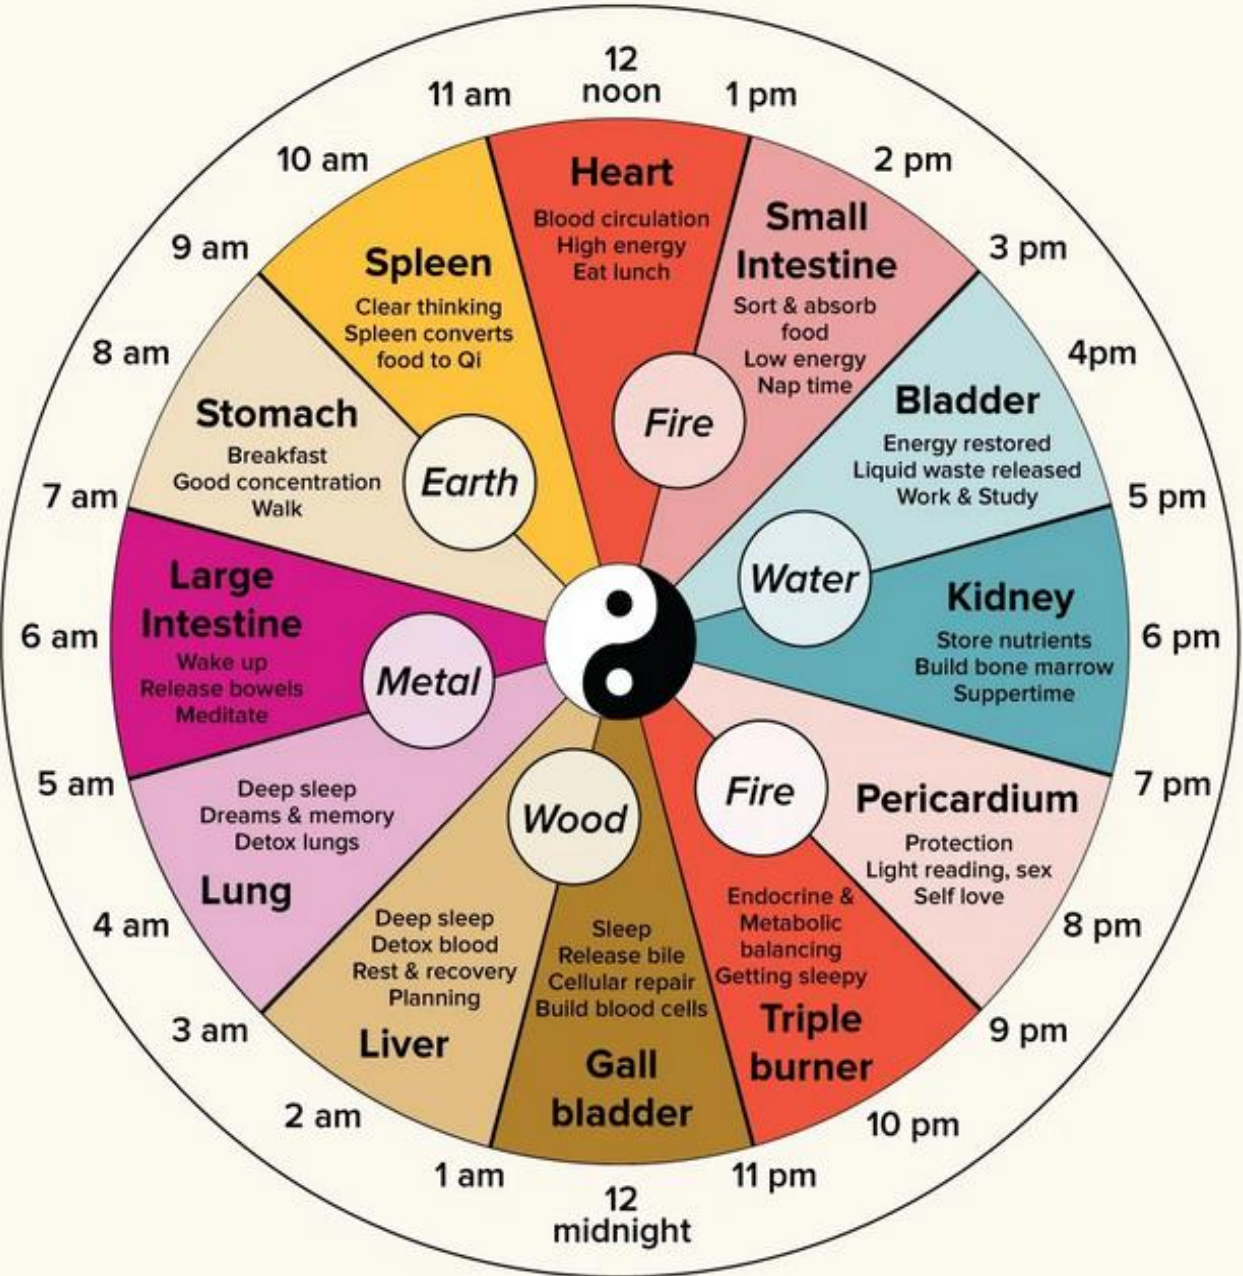 12
noon
1 pm
2 pm
3 pm
4pm
5 pm
6 pm
7 pm
8 pm
9 pm
10 pm
11 pm
12
midnight
1 am
2 am
3 am
4 am
5 am
6 am
7 am
8 am
9 am
10 am
11 am
Heart
Blood circulation
High energy
Eat lunch
Small
Intestine
Sort & absorb
food
Low energy
Nap time
Fire
Bladder
Energy restored
Liquid waste released
Work & Study
Water
Kidney
Store nutrients
Build bone marrow
Suppertime
Pericardium
Protection
Light reading, sex
Self love
Fire
Endocrine &
Metabolic
balancing
Getting sleepy
Triple
burner
Sleep
Release bile
Cellular repair
Build blood cells
Gall
bladder
Wood
Deep sleep
Detox blood
Rest & recovery
Planning
Liver
Deep sleep
Dreams & memory
Detox lungs
Lung
Metal
Large
Intestine
Wake up
Release bowels
Meditate
Stomach
Breakfast
Good concentration
Walk
Earth
Spleen
Clear thinking
Spleen converts
food to Qi